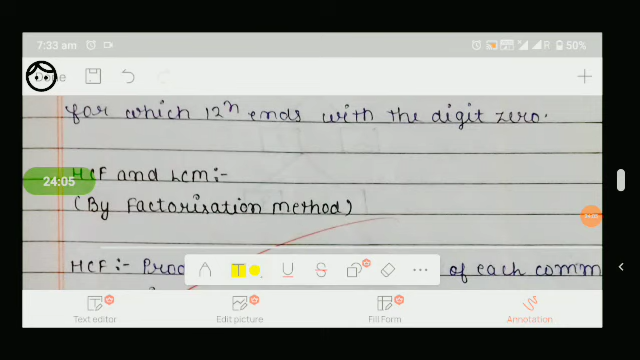 7:33 am
R 50%
for which 12ⁿ ends with the digit zero.
24:05
HCF and LCM:-
(By Factorisation method)
HCF :- of each comm
T U S
Text editor Edit picture Fill Form Annotation